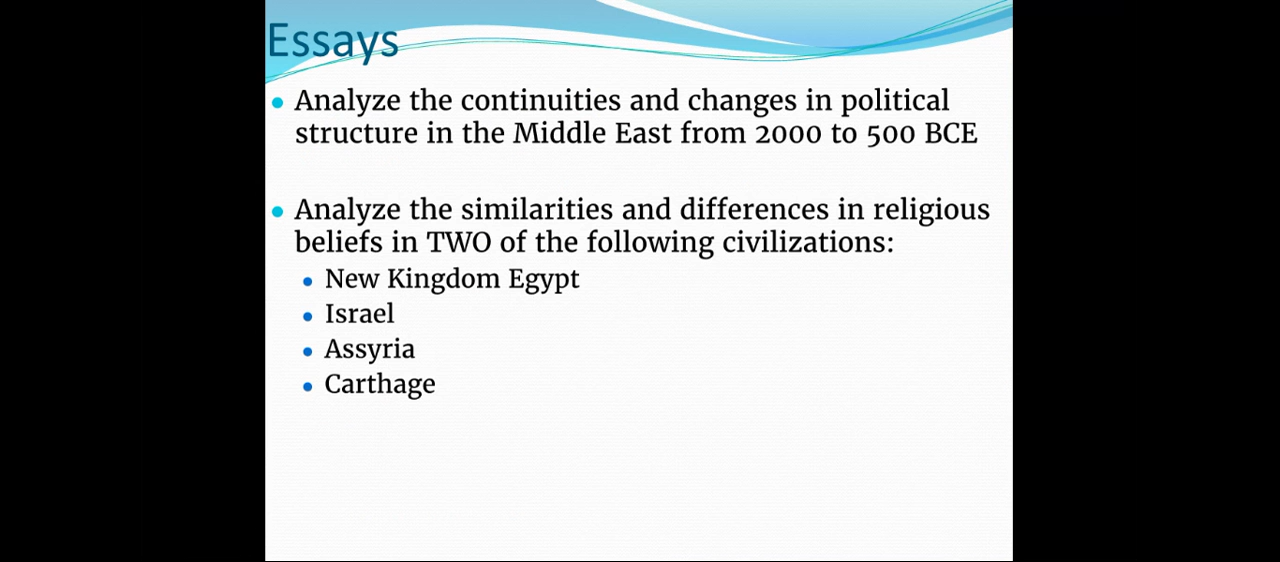 Essays
• Analyze the continuities and changes in political
structure in the Middle East from 2000 to 500 BCE
• Analyze the similarities and differences in religious
beliefs in TWO of the following civilizations:
• New Kingdom Egypt
• Israel
• Assyria
• Carthage